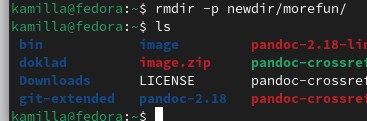 kamilla@fedora:~$ rmdir -p newdir/morefun/
kamilla@fedora:~$ ls
bin image pandoc-2.18-lin
doklad image.zip pandoc-crossref
Downloads LICENSE pandoc-crossref
git-extended pandoc-2.18 pandoc-crossref
kamilla@fedora:~$